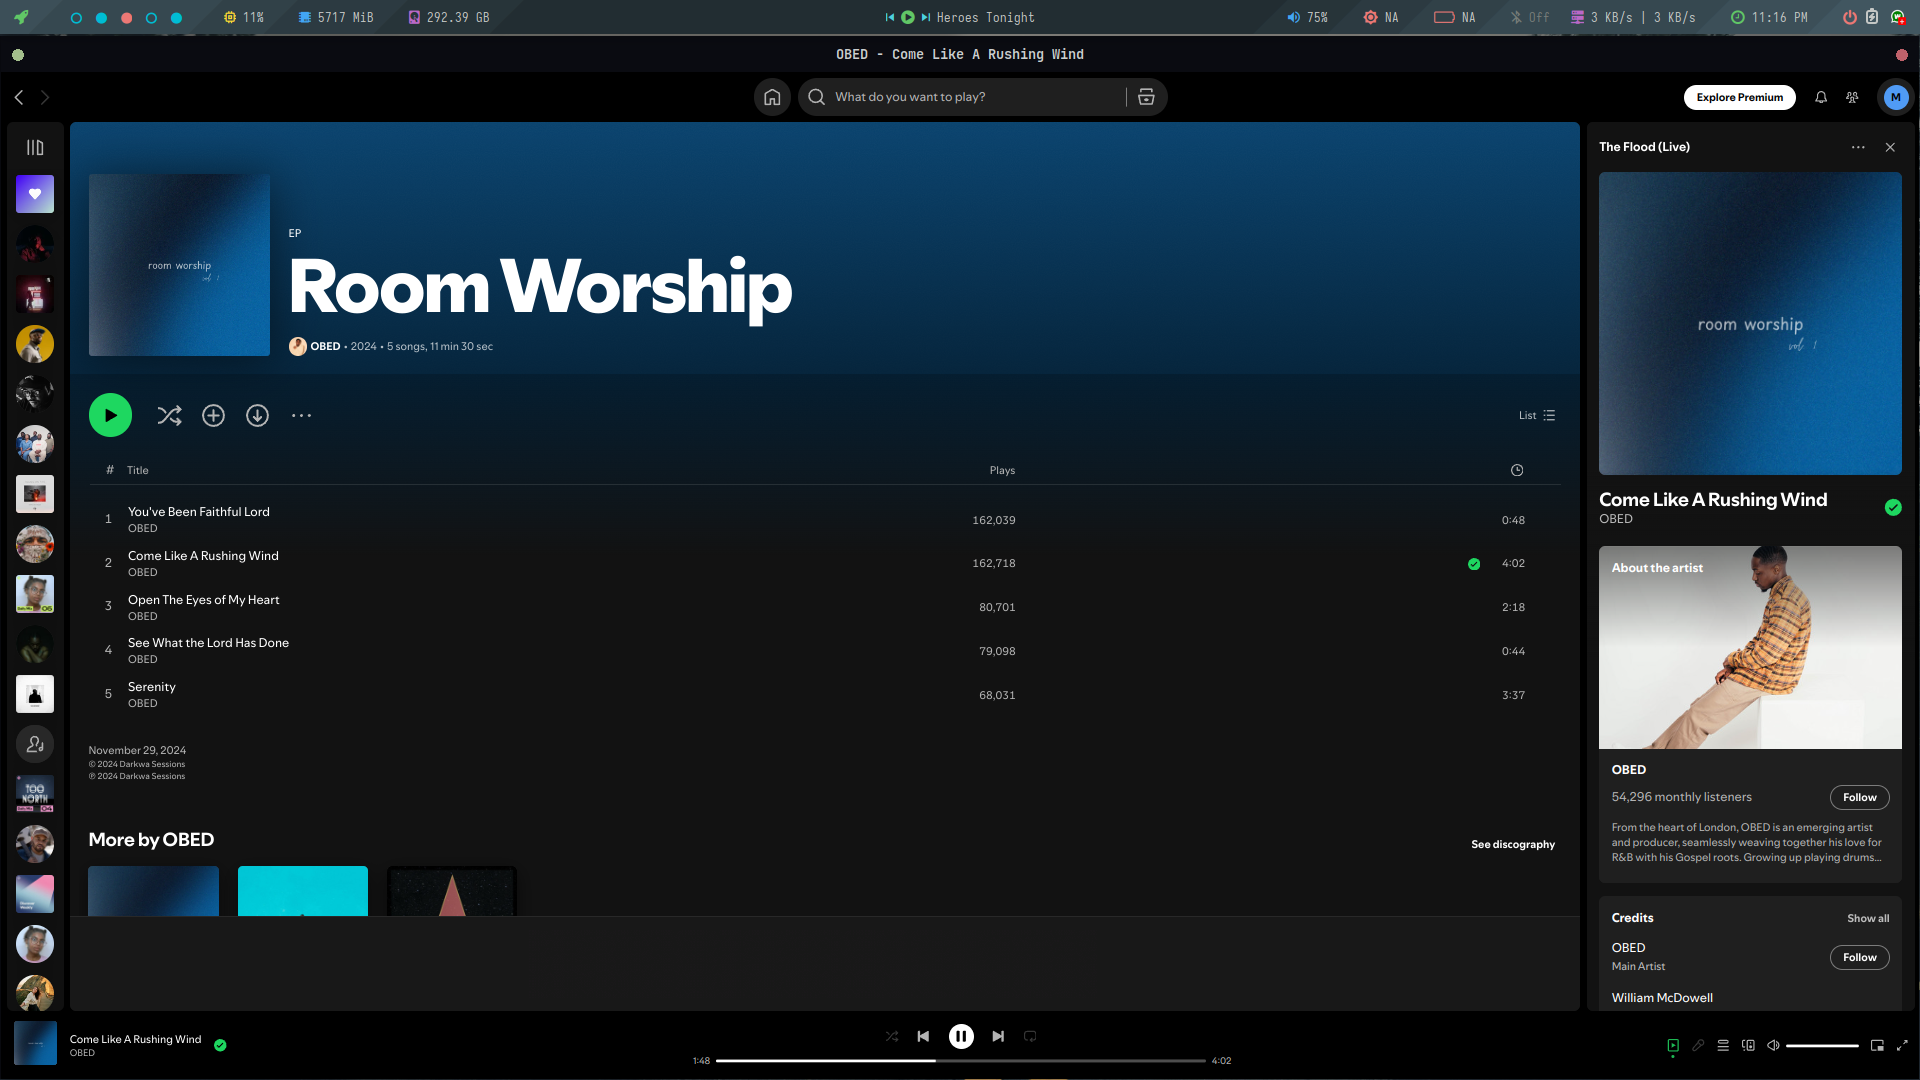 11%
5717 MiB
292.39 GB
Heroes Tonight
75%
NA
NA
Off
3 KB/s | 3 KB/s
11:16 PM
OBED - Come Like A Rushing Wind
What do you want to play?
Explore Premium
M
room worship
vol 1
EP
Room Worship
OBED • 2024 • 5 songs, 11 min 30 sec
List
# Title Plays
1 You've Been Faithful Lord 162,039 0:48
OBED
2 Come Like A Rushing Wind 162,718 4:02
OBED
3 Open The Eyes of My Heart 80,701 2:18
OBED
4 See What the Lord Has Done 79,098 0:44
OBED
5 Serenity 68,031 3:37
OBED
November 29, 2024
© 2024 Darkwa Sessions
℗ 2024 Darkwa Sessions
More by OBED
See discography
TOO
NORTH
The Flood (Live)
room worship
vol 1
Come Like A Rushing Wind
OBED
About the artist
OBED
54,296 monthly listeners
Follow
From the heart of London, OBED is an emerging artist
and producer, seamlessly weaving together his love for
R&B with his Gospel roots. Growing up playing drums...
Credits
Show all
OBED
Main Artist
Follow
William McDowell
Come Like A Rushing Wind
OBED
1:48
4:02